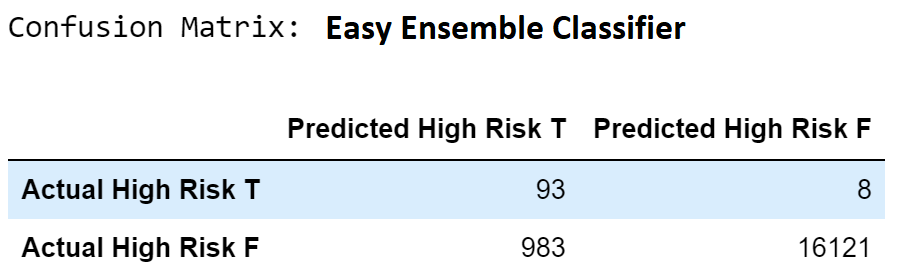 Confusion Matrix: Easy Ensemble Classifier
Predicted High Risk T Predicted High Risk F
Actual High Risk T 93 8
Actual High Risk F 983 16121